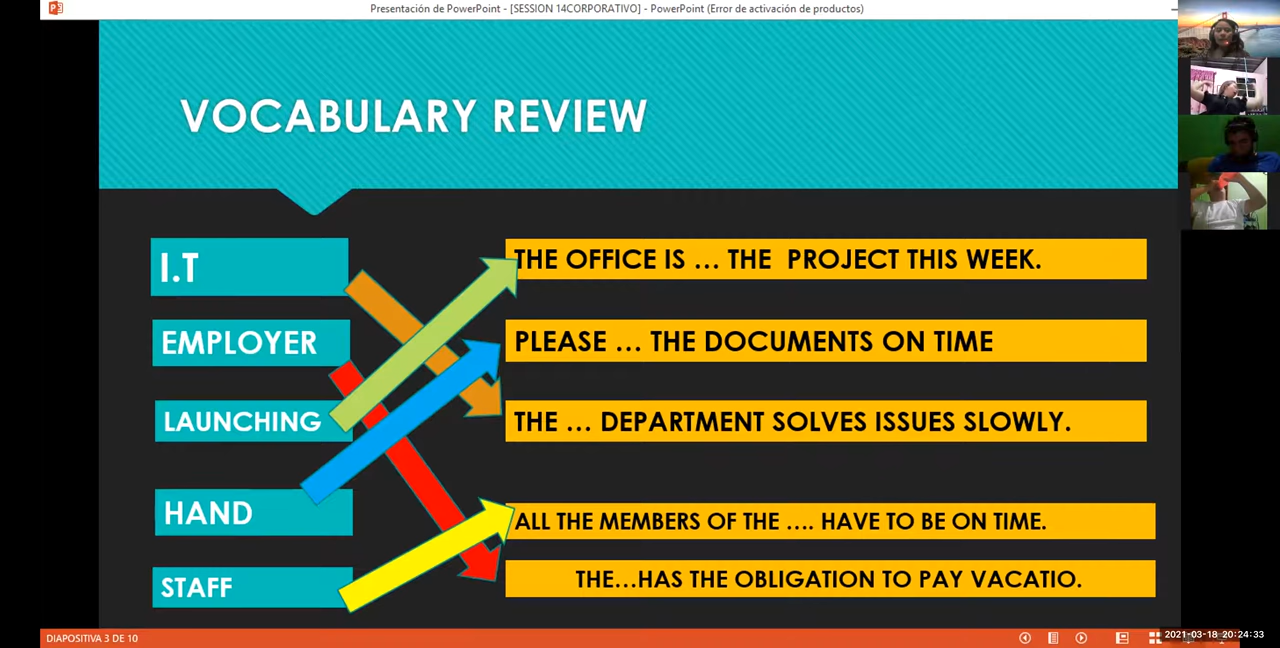 Presentación de PowerPoint - [SESSION 14CORPORATIVO] - PowerPoint (Error de activación de productos)
VOCABULARY REVIEW
I.T
THE OFFICE IS … THE PROJECT THIS WEEK.
EMPLOYER
PLEASE … THE DOCUMENTS ON TIME
LAUNCHING
THE … DEPARTMENT SOLVES ISSUES SLOWLY.
HAND
ALL THE MEMBERS OF THE …. HAVE TO BE ON TIME.
STAFF
THE…HAS THE OBLIGATION TO PAY VACATIO.
DIAPOSITIVA 3 DE 10
2021-03-18 20:24:33